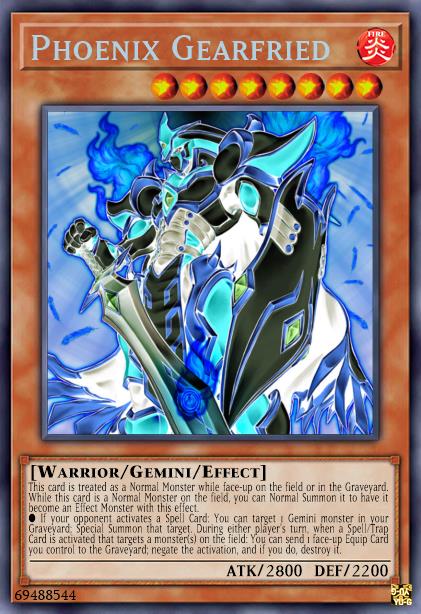 PHOENIX GEARFRIED
FIRE
炎
[WARRIOR/GEMINI/EFFECT]
This card is treated as a Normal Monster while face-up on the field or in the Graveyard.
While this card is a Normal Monster on the field, you can Normal Summon it to have it
become an Effect Monster with this effect.
● If your opponent activates a Spell Card: You can target 1 Gemini monster in your
Graveyard; Special Summon that target. During either player's turn, when a Spell/Trap
Card is activated that targets a monster(s) on the field: You can send 1 face-up Equip Card
you control to the Graveyard; negate the activation, and if you do, destroy it.
ATK/2800 DEF/2200
69488544